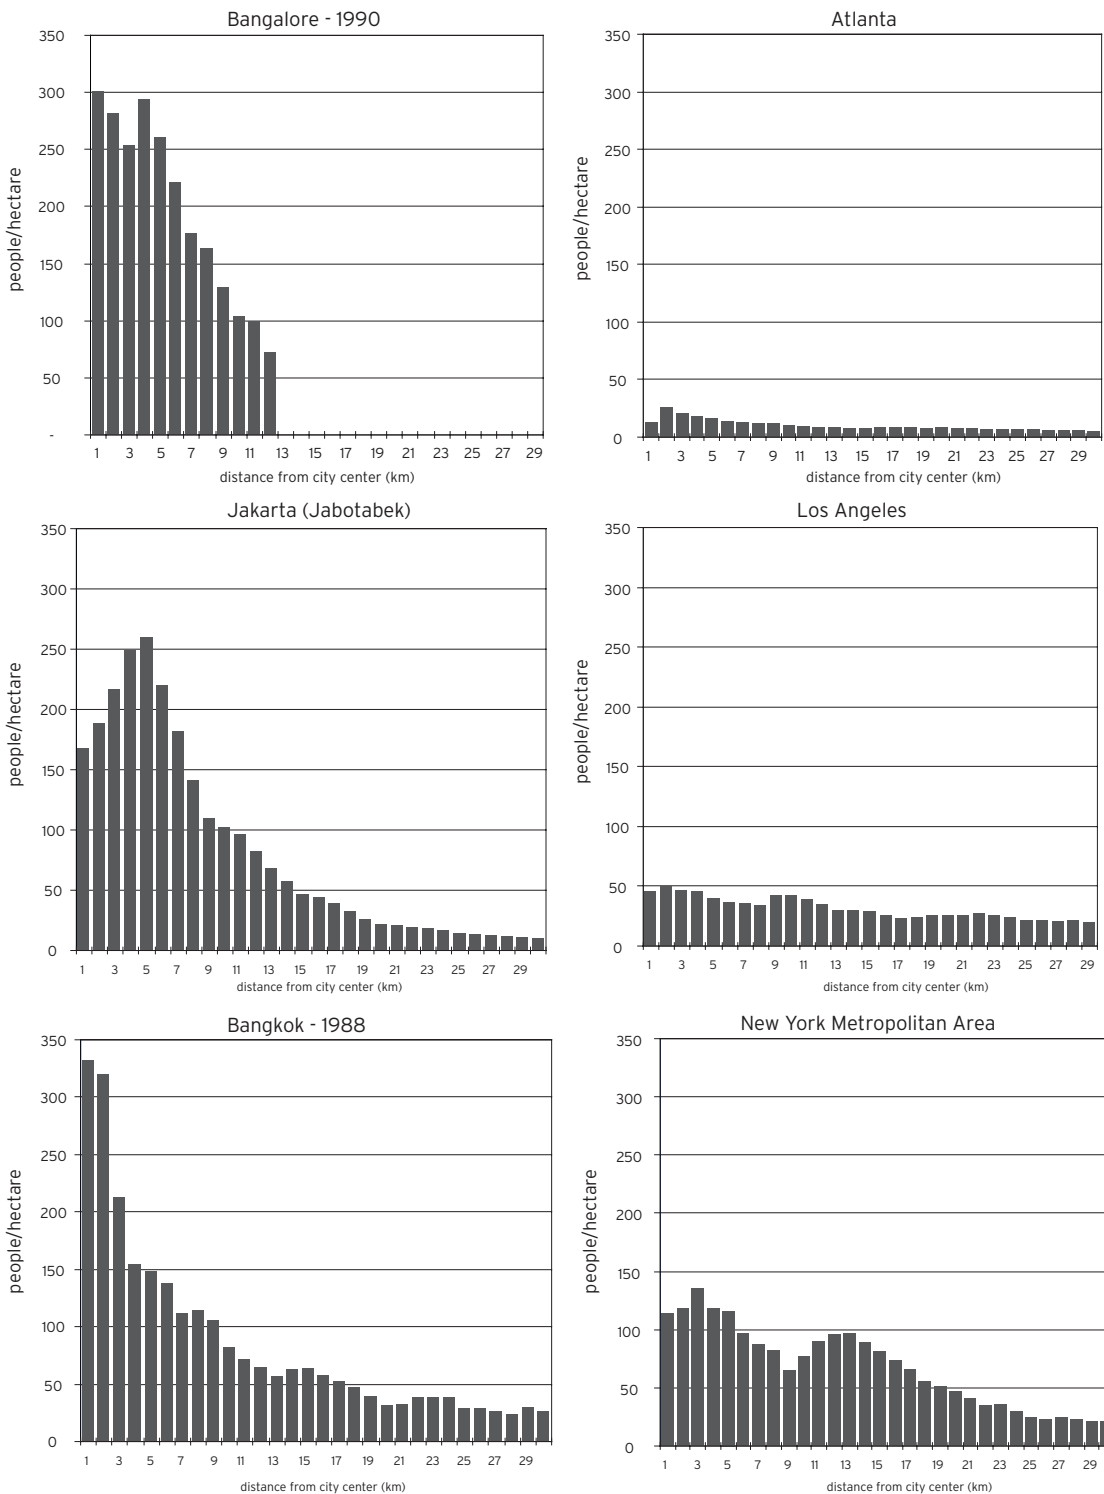 Bangalore - 1990
350
300
250
200
150
100
50
-
people/hectare
1 3 5 7 9 11 13 15 17 19 21 23 25 27 29
distance from city center (km)
Atlanta
350
300
250
200
150
100
50
0
people/hectare
1 3 5 7 9 11 13 15 17 19 21 23 25 27 29
distance from city center (km)
Jakarta (Jabotabek)
350
300
250
200
150
100
50
0
people/hectare
1 3 5 7 9 11 13 15 17 19 21 23 25 27 29
distance from city center (km)
Los Angeles
350
300
250
200
150
100
50
0
people/hectare
1 3 5 7 9 11 13 15 17 19 21 23 25 27 29
distance from city center (km)
Bangkok - 1988
350
300
250
200
150
100
50
0
people/hectare
1 3 5 7 9 11 13 15 17 19 21 23 25 27 29
distance from city center (km)
New York Metropolitan Area
350
300
250
200
150
100
50
0
people/hectare
1 3 5 7 9 11 13 15 17 19 21 23 25 27 29
distance from city center (km)